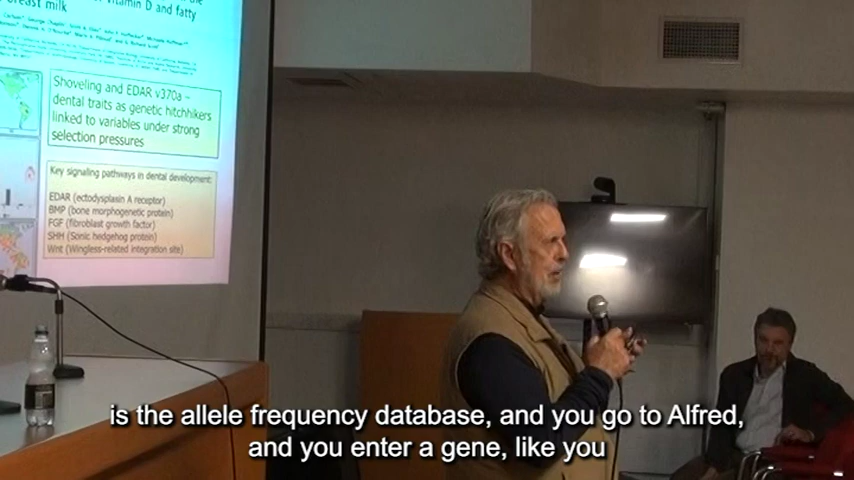 vitamin D and fatty
breast milk
Shoveling and EDAR v370a –
dental traits as genetic hitchhikers
linked to variables under strong
selection pressures
Key signaling pathways in dental development:
EDAR (ectodysplasin A receptor)
BMP (bone morphogenetic protein)
FGF (fibroblast growth factor)
SHH (Sonic hedgehog protein)
Wnt (Wingless-related integration site)
is the allele frequency database, and you go to Alfred,
and you enter a gene, like you